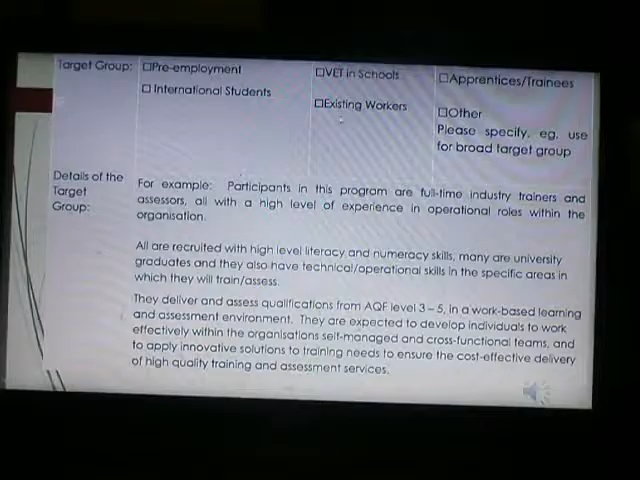 Target Group: ☐Pre-employment ☐VET in Schools ☐Apprentices/Trainees
☐ International Students ☐Existing Workers ☐Other
Please specify, eg. use
for broad target group
Details of the
Target
Group:
For example: Participants in this program are full-time industry trainers and
assessors, all with a high level of experience in operational roles within the
organisation.
All are recruited with high level literacy and numeracy skills, many are university
graduates and they also have technical/operational skills in the specific areas in
which they will train/assess.
They deliver and assess qualifications from AQF level 3 – 5, in a work-based learning
and assessment environment. They are expected to develop individuals to work
effectively within the organisations self-managed and cross-functional teams, and
to apply innovative solutions to training needs to ensure the cost-effective delivery
of high quality training and assessment services.